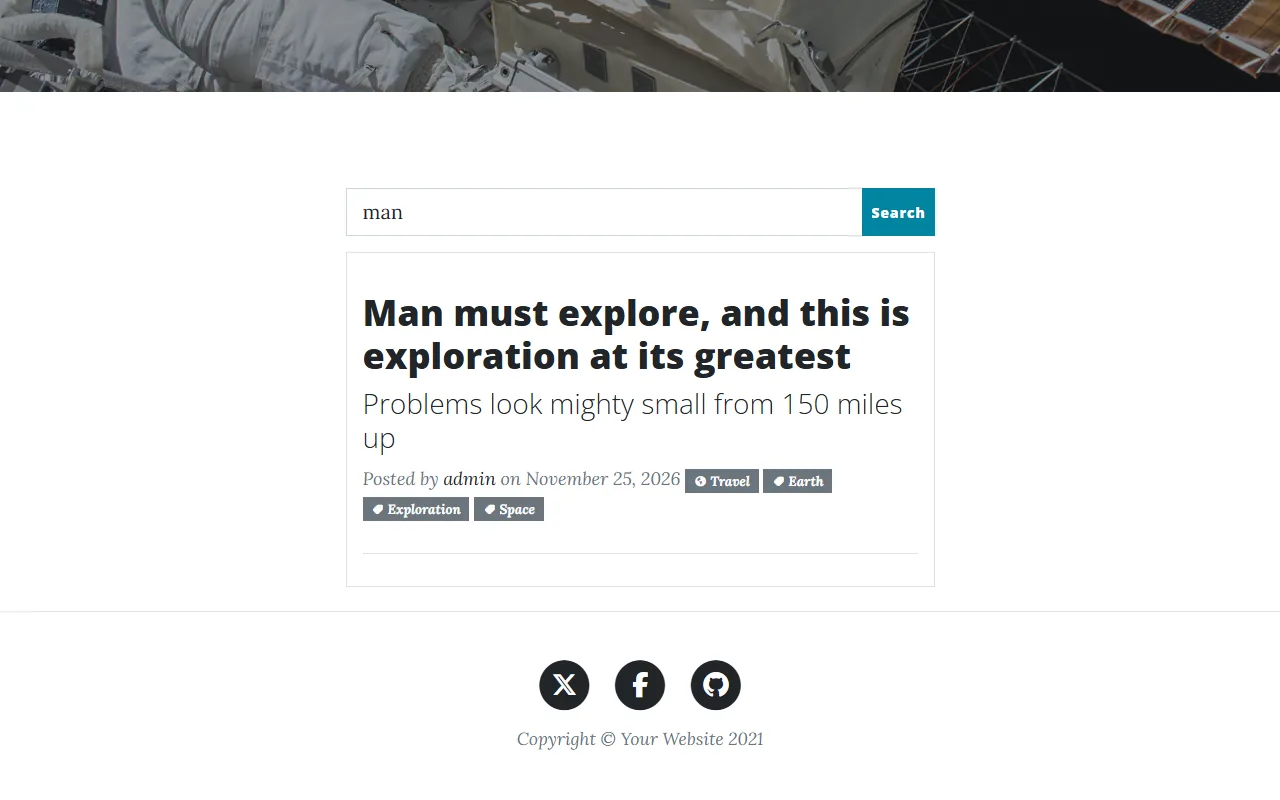 man
Search
Man must explore, and this is
exploration at its greatest
Problems look mighty small from 150 miles
up
Posted by admin on November 25, 2026 Travel Earth
Exploration Space
Copyright © Your Website 2021